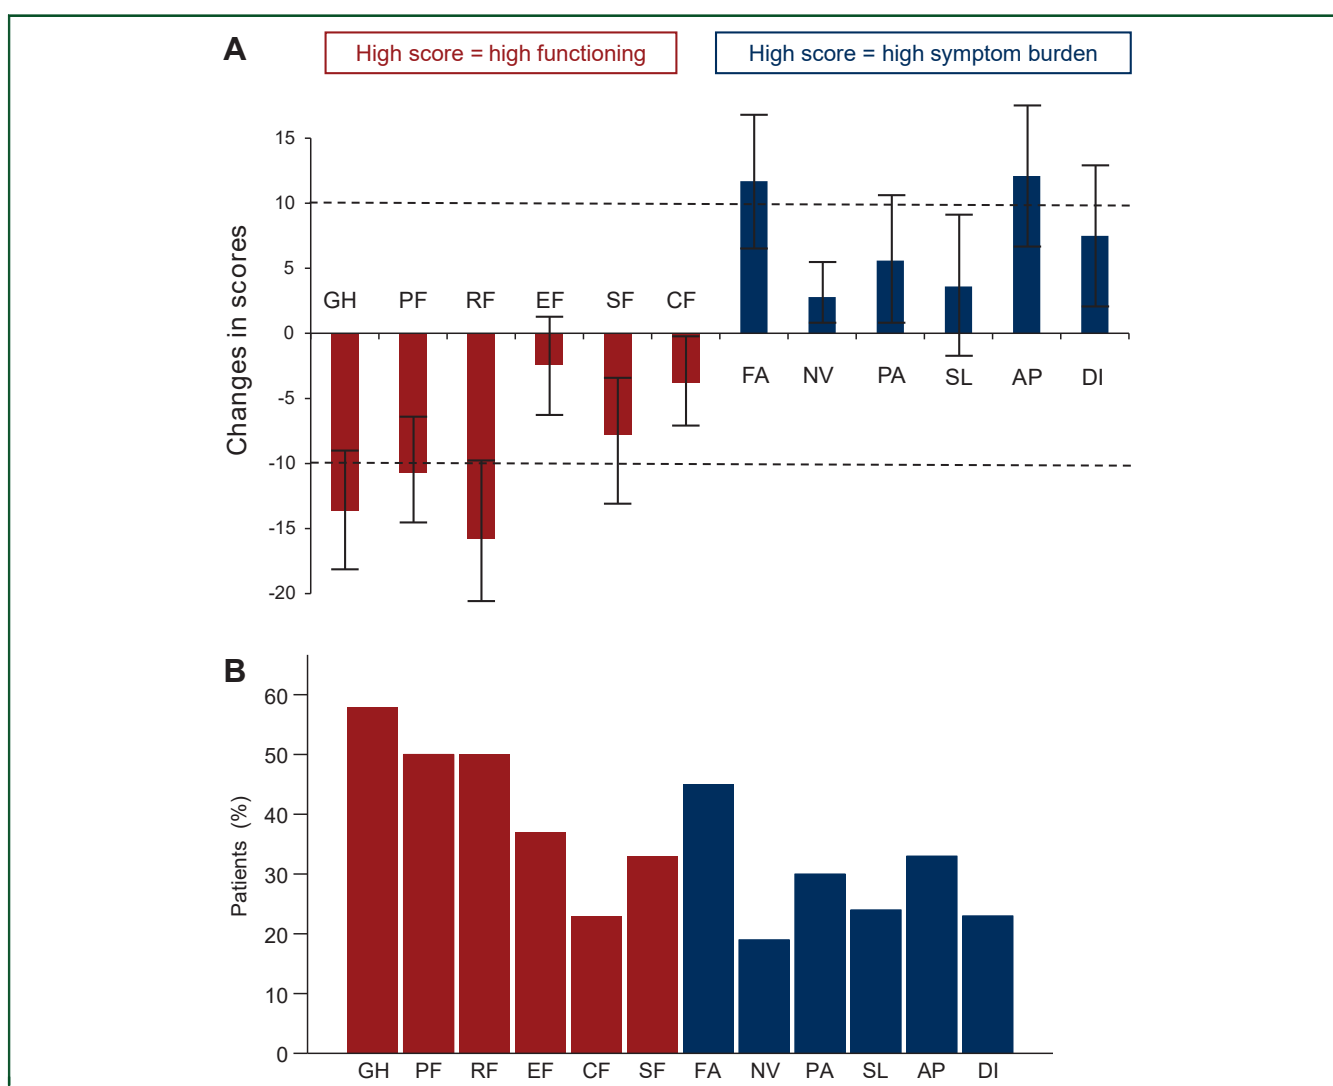 A
High score = high functioning
High score = high symptom burden
Changes in scores
15
10
5
0
-5
-10
-15
-20
GH PF RF EF SF CF
FA NV PA SL AP DI
B
Patients (%)
60
50
40
30
20
10
0
GH PF RF EF CF SF FA NV PA SL AP DI